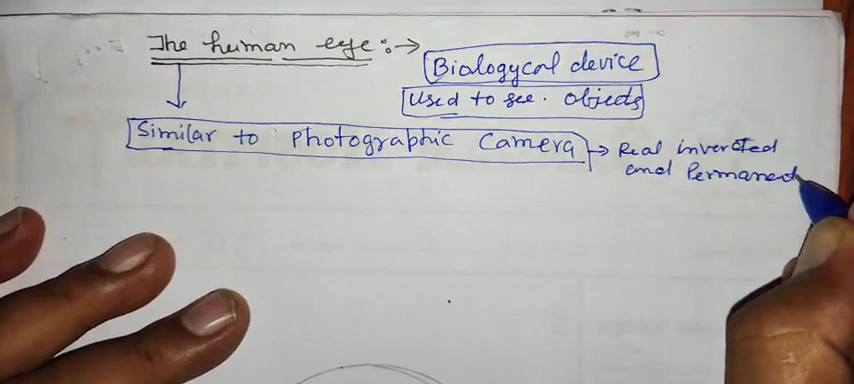 The human eye :→
Biologycal device
Used to see. Objects
Similar to Photographic Camera → Real inverted
and Permanent